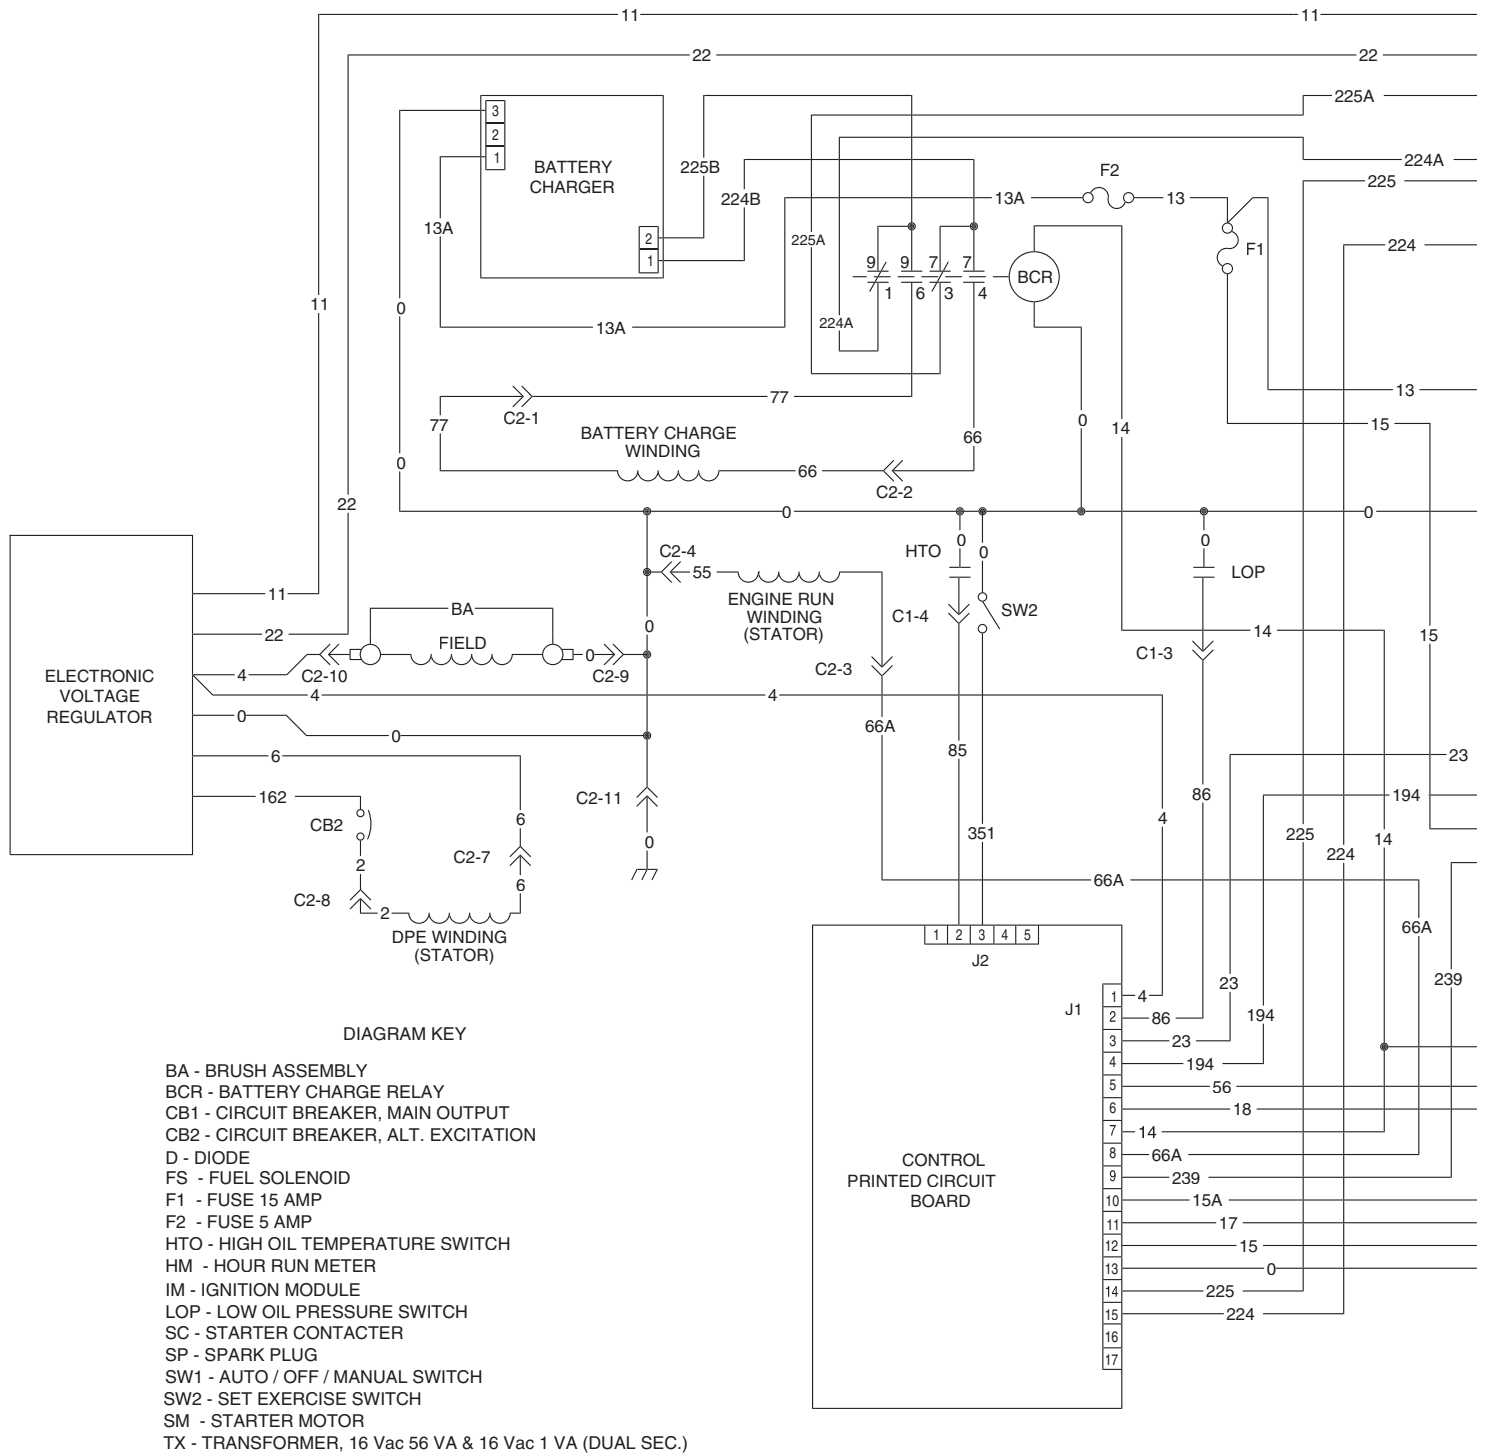 11
11
22
22
225A
224A
225
3
2
1
BATTERY
CHARGER
225B
224B
F2
13A
13
13A
2
1
225A
F1
224
9
9
7
7
BCR
1
6
3
4
11
0
13A
224A
77
C2-1
13
77
BATTERY CHARGE
WINDING
66
0
14
15
0
66
C2-2
22
0
0
C2-4
55
HTO
0
0
0
LOP
ENGINE RUN
WINDING
(STATOR)
11
BA
C1-4
SW2
22
FIELD
0
14
15
C2-10
0
C2-9
C2-3
C1-3
ELECTRONIC
VOLTAGE
REGULATOR
4
4
4
0
0
66A
85
6
23
162
C2-11
86
194
CB2
6
4
351
225
224
14
C2-7
0
2
6
66A
C2-8
2
DPE WINDING
(STATOR)
66A
1 2 3 4 5
J2
239
23
194
J1
1
4
2
86
3
23
4
194
5
56
6
18
7
14
8
66A
9
239
10
15A
11
17
12
15
13
0
14
225
15
224
16
17
CONTROL
PRINTED CIRCUIT
BOARD
DIAGRAM KEY
BA - BRUSH ASSEMBLY
BCR - BATTERY CHARGE RELAY
CB1 - CIRCUIT BREAKER, MAIN OUTPUT
CB2 - CIRCUIT BREAKER, ALT. EXCITATION
D - DIODE
FS - FUEL SOLENOID
F1 - FUSE 15 AMP
F2 - FUSE 5 AMP
HTO - HIGH OIL TEMPERATURE SWITCH
HM - HOUR RUN METER
IM - IGNITION MODULE
LOP - LOW OIL PRESSURE SWITCH
SC - STARTER CONTACTER
SP - SPARK PLUG
SW1 - AUTO / OFF / MANUAL SWITCH
SW2 - SET EXERCISE SWITCH
SM - STARTER MOTOR
TX - TRANSFORMER, 16 Vac 56 VA & 16 Vac 1 VA (DUAL SEC.)